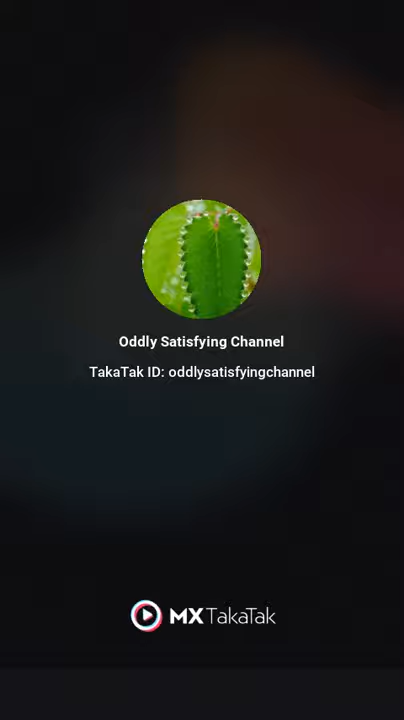 Oddly Satisfying Channel
TakaTak ID: oddlysatisfyingchannel
MX TakaTak